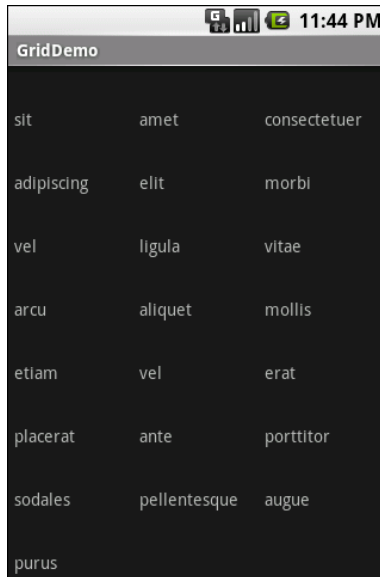 11:44 PM
GridDemo
sit amet consectetuer
adipiscing elit morbi
vel ligula vitae
arcu aliquet mollis
etiam vel erat
placerat ante porttitor
sodales pellentesque augue
purus